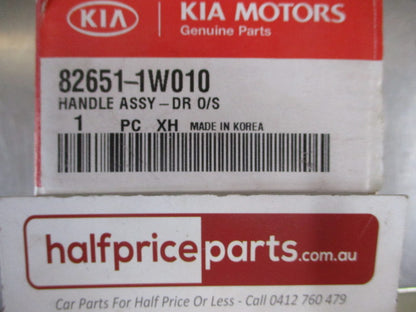 KIA KIA MOTORS
Genuine Parts
82651-1W010
HANDLE ASSY-DR O/S
1 PC XH MADE IN KOREA
halfpriceparts.com.au
Car Parts For Half Price Or Less - Call 0412 760 479